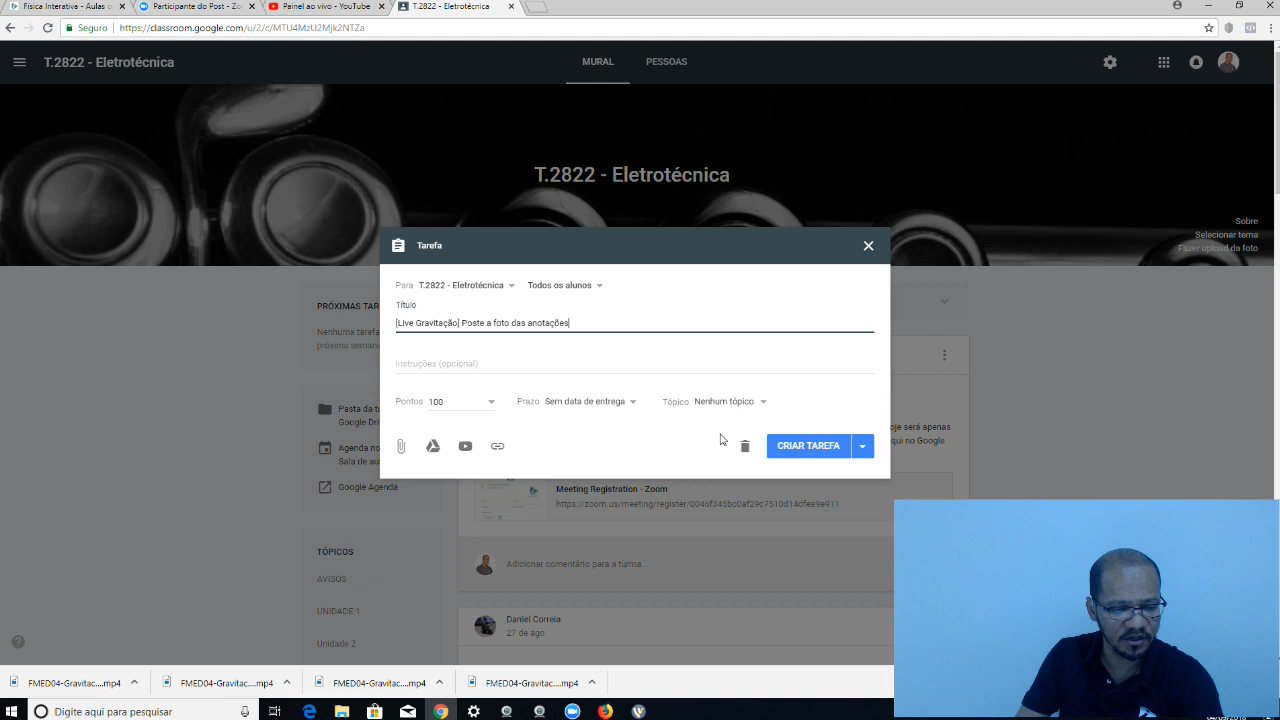 Física Interativa - Aulas o
Participante do Post - Zoo
Painel ao vivo - YouTube
T.2822 - Eletrotécnica
Seguro
https://classroom.google.com/u/2/c/MTU4MzU2Mjk2NTZa
T.2822 - Eletrotécnica
MURAL
PESSOAS
T.2822 - Eletrotécnica
Sobre
Selecionar tema
Fazer upload da foto
Tarefa
Para T.2822 - Eletrotécnica Todos os alunos
Título
[Live Gravitação] Poste a foto das anotações
Instruções (opcional)
Pontos 100 Prazo Sem data de entrega Tópico Nenhum tópico
CRIAR TAREFA
PRÓXIMAS TAR
Nenhuma tarefa
próxima semana
Pasta da tu
Google Dri
Agenda no
Sala de au
Google Agenda
oje será apenas
qui no Google
Meeting Registration - Zoom
https://zoom.us/meeting/register/0046f345bc0af29c7510d14dfea9e911
TÓPICOS
AVISOS
UNIDADE 1
Unidade 2
Adicionar comentário para a turma...
Daniel Correia
27 de ago
FMED04-Gravitac....mp4
FMED04-Gravitac....mp4
FMED04-Gravitac....mp4
FMED04-Gravitac....mp4
Digite aqui para pesquisar